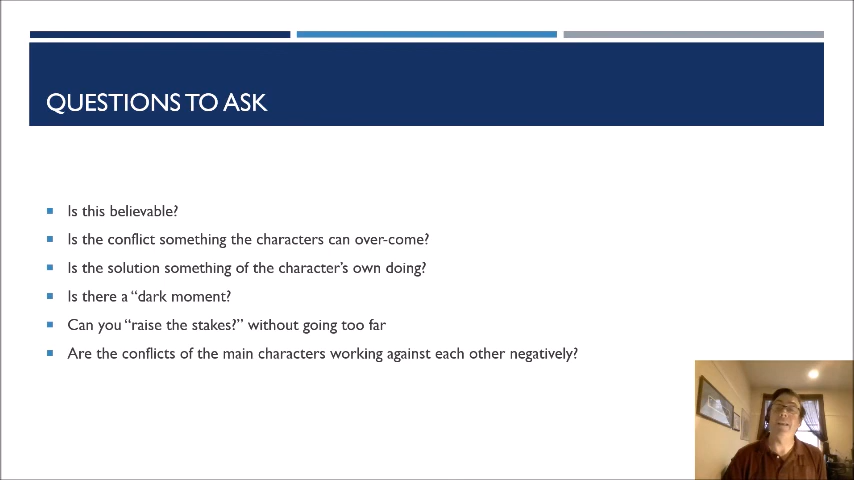 QUESTIONS TO ASK
Is this believable?
Is the conflict something the characters can over-come?
Is the solution something of the character's own doing?
Is there a “dark moment?
Can you “raise the stakes?” without going too far
Are the conflicts of the main characters working against each other negatively?